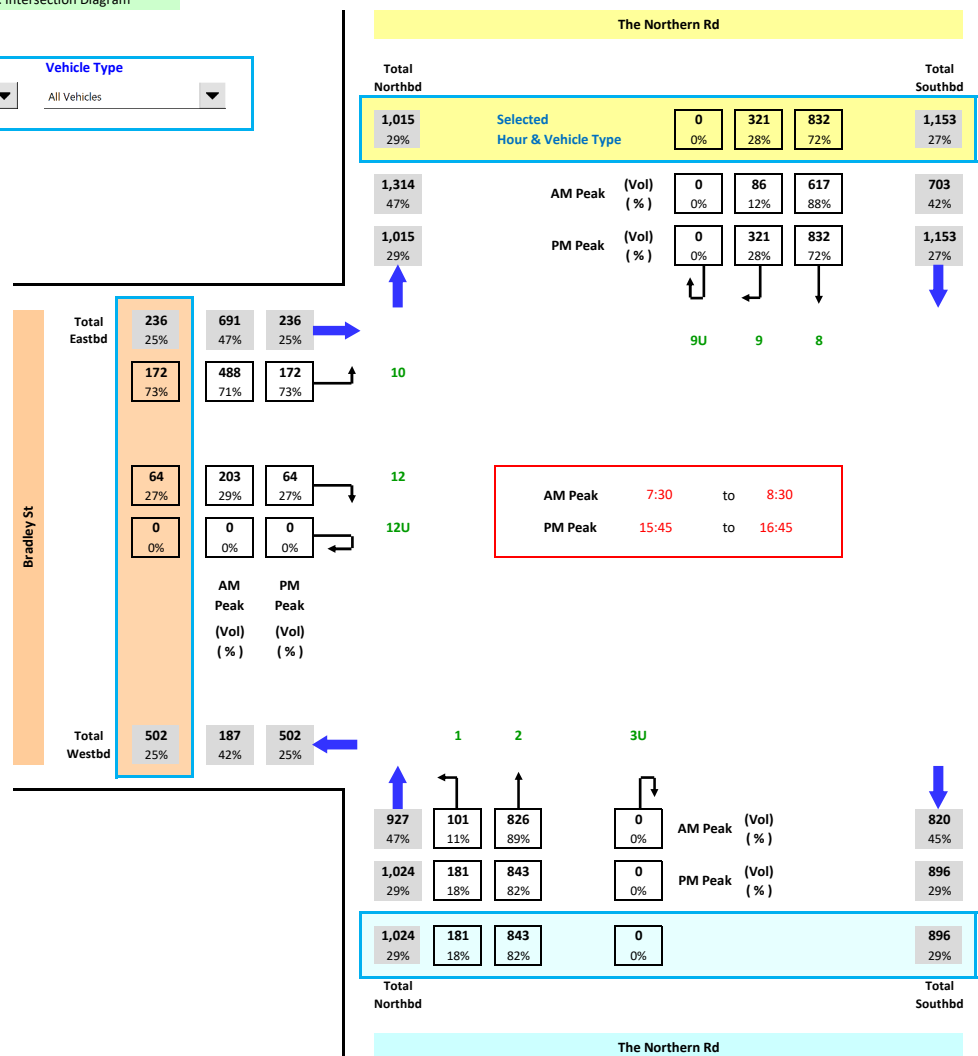 Intersection Diagram
The Northern Rd
Vehicle Type
All Vehicles
Total
Northbd
Total
Southbd
1,015
29%
Selected
Hour & Vehicle Type
0
0%
321
28%
832
72%
1,153
27%
1,314
47%
AM Peak
(Vol)
( % )
0
0%
86
12%
617
88%
703
42%
1,015
29%
PM Peak
(Vol)
( % )
0
0%
321
28%
832
72%
1,153
27%
9U 9 8
Total
Eastbd
236
25%
691
47%
236
25%
172
73%
488
71%
172
73%
10
64
27%
203
29%
64
27%
12
0
0%
0
0%
0
0%
12U
AM Peak 7:30 to 8:30
PM Peak 15:45 to 16:45
Bradley St
AM
Peak
(Vol)
( % )
PM
Peak
(Vol)
( % )
Total
Westbd
502
25%
187
42%
502
25%
1 2 3U
927
47%
101
11%
826
89%
0
0%
AM Peak
(Vol)
( % )
820
45%
1,024
29%
181
18%
843
82%
0
0%
PM Peak
(Vol)
( % )
896
29%
1,024
29%
181
18%
843
82%
0
0%
896
29%
Total
Northbd
Total
Southbd
The Northern Rd